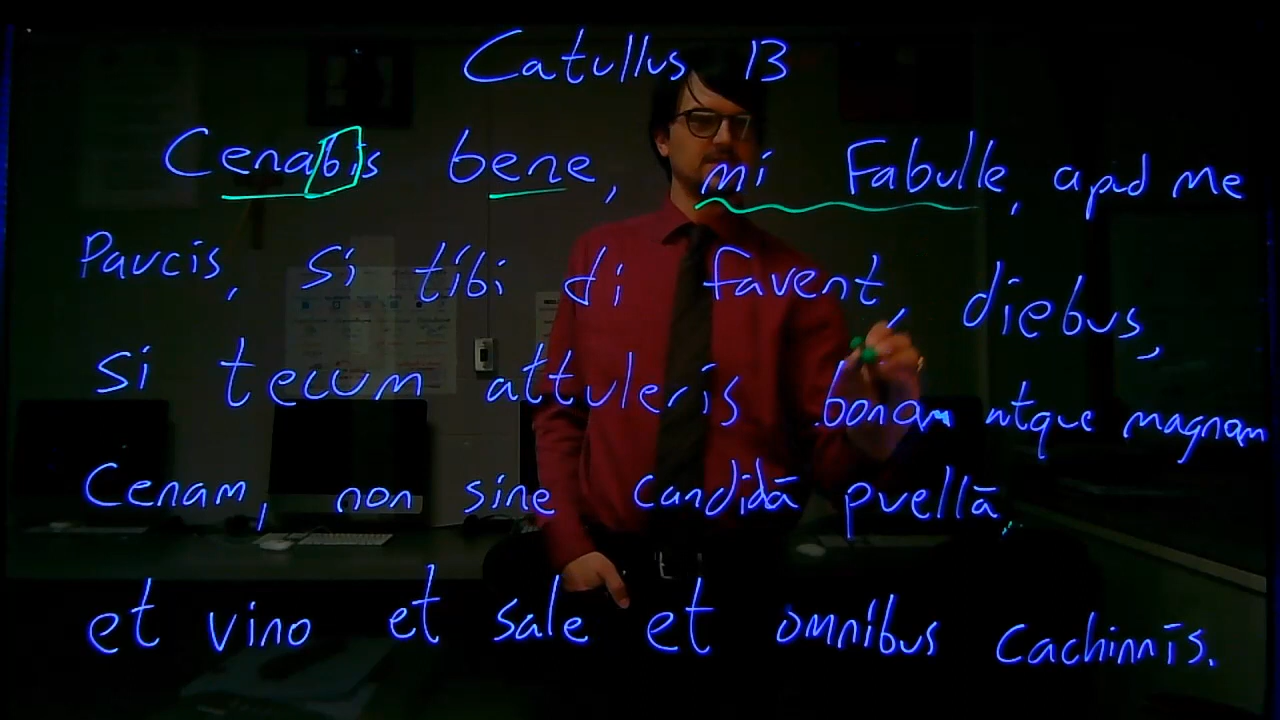 Catullus 13
Cenabis bene, mi Fabulle, apud me
Paucis, si tibi di favent, diebus,
si tecum attuleris bonam atque magnam
Cenam, non sine candidā puellā,
et vino et sale et omnibus cachinnis.